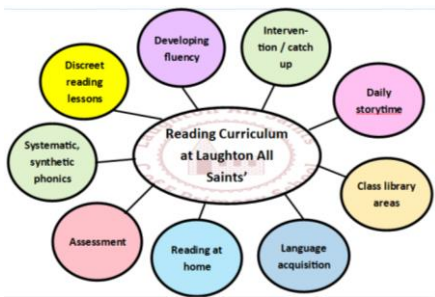 Developing
fluency
Interven-
tion / catch
up
Discreet
reading
lessons
Daily
storytime
Reading Curriculum
at Laughton All
Saints’
Systematic,
synthetic
phonics
Class library
areas
Assessment
Reading at
home
Language
acquisition